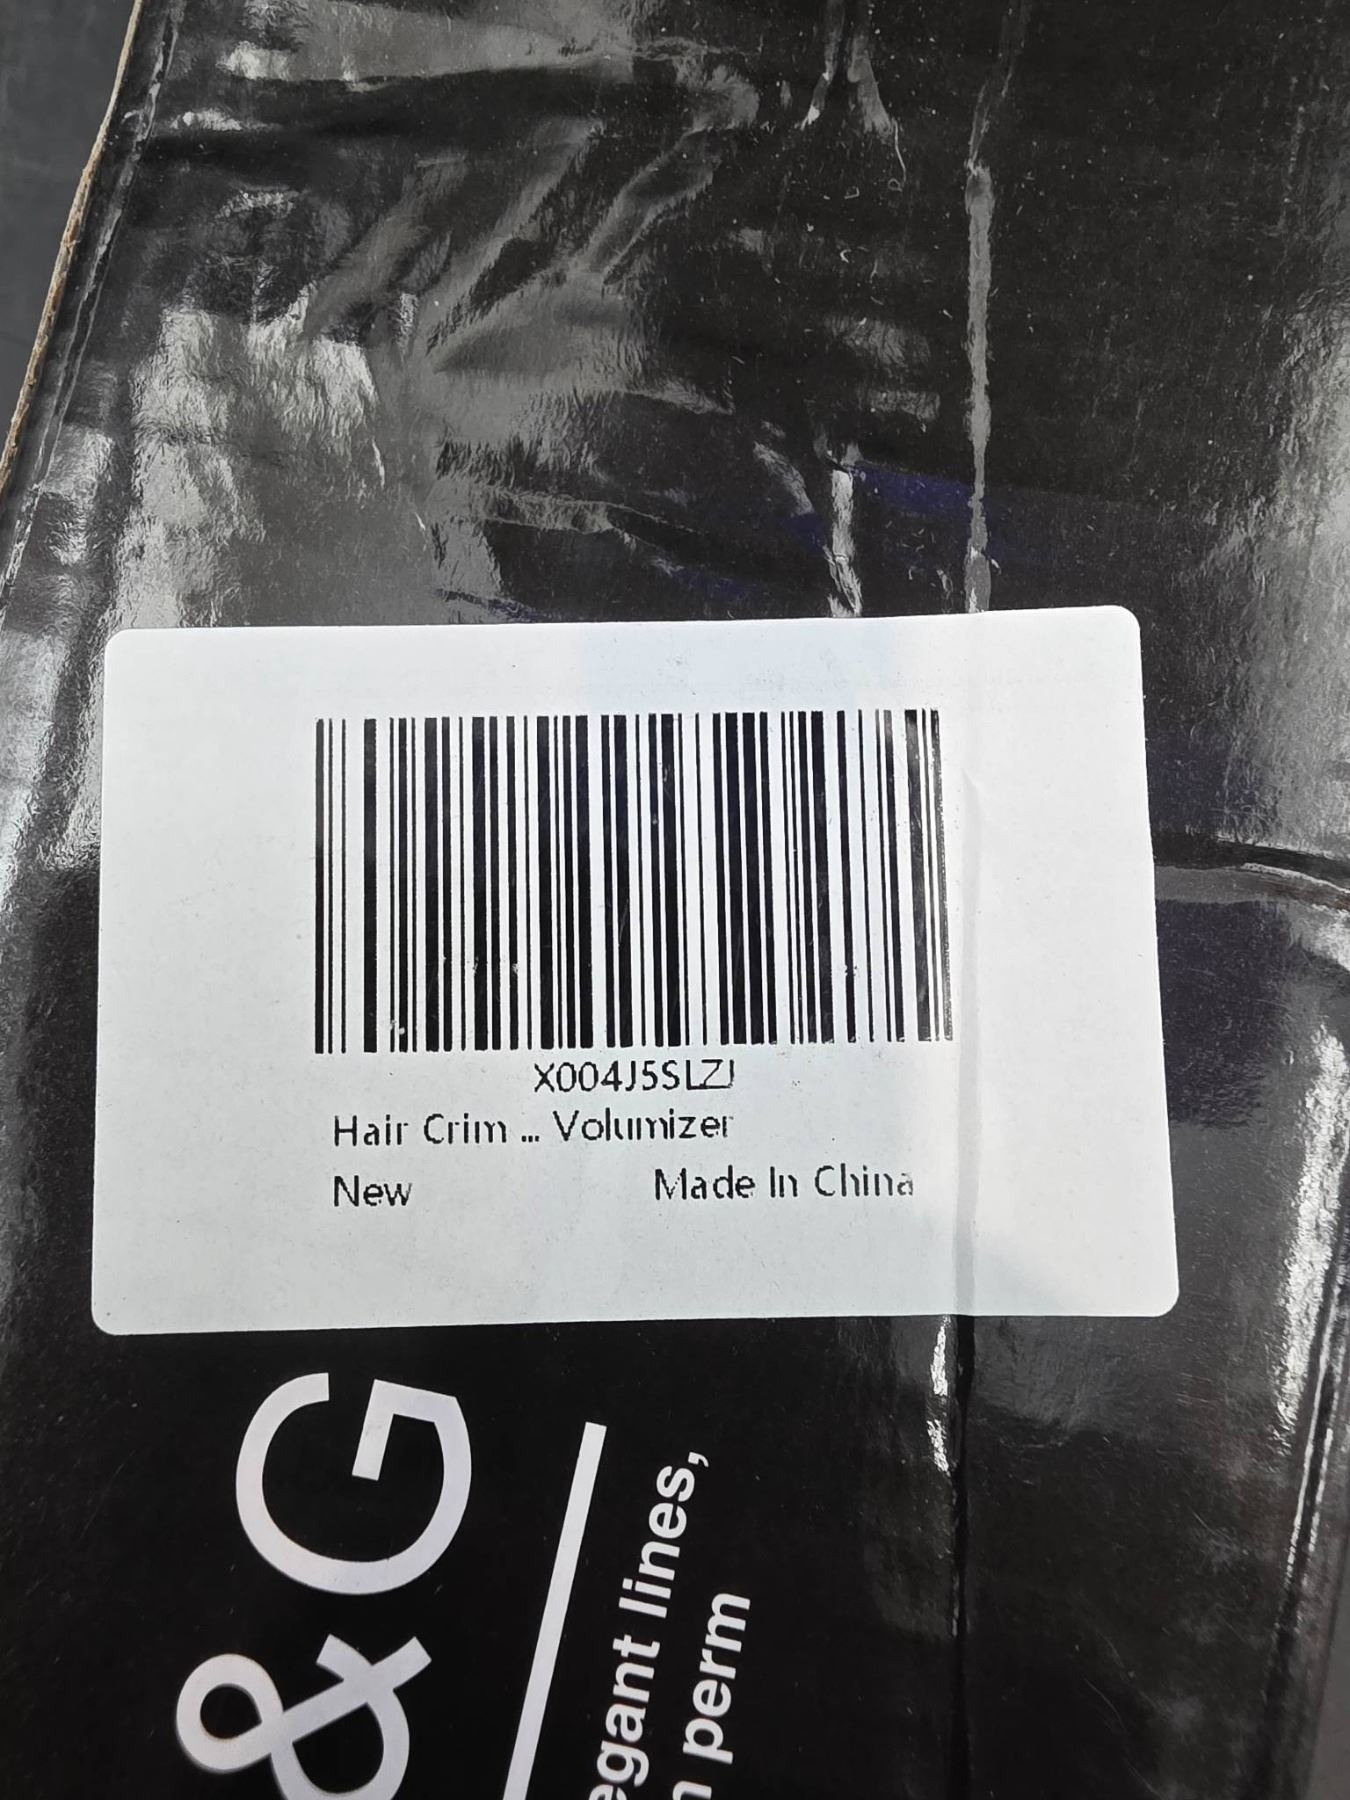 X004J5SLZJ
Hair Crim ... Volumizer
New Made In China
& G
egant lines,
perm